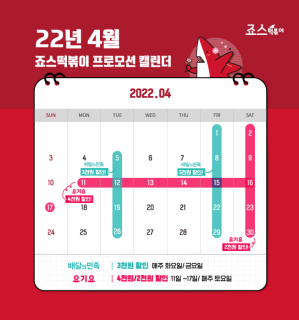 죠스떡볶이
22년 4월
죠스떡볶이 프로모션 캘린더
2022.04
SUN MON TUE WED THU FRI SAT
1 2
3 4 5 6 7 8 9
배달의민족 3천원 할인! 배달의민족 3천원 할인!
10 11 12 13 14 15 16
요기요 4천원 할인!
17 18 19 20 21 22 23
24 25 26 27 28 29 30
요기요 2천원 할인!
배달의민족 3천원 할인 매주 화요일/금요일
요기요 4천원/2천원 할인 11일~17일/매주 토요일